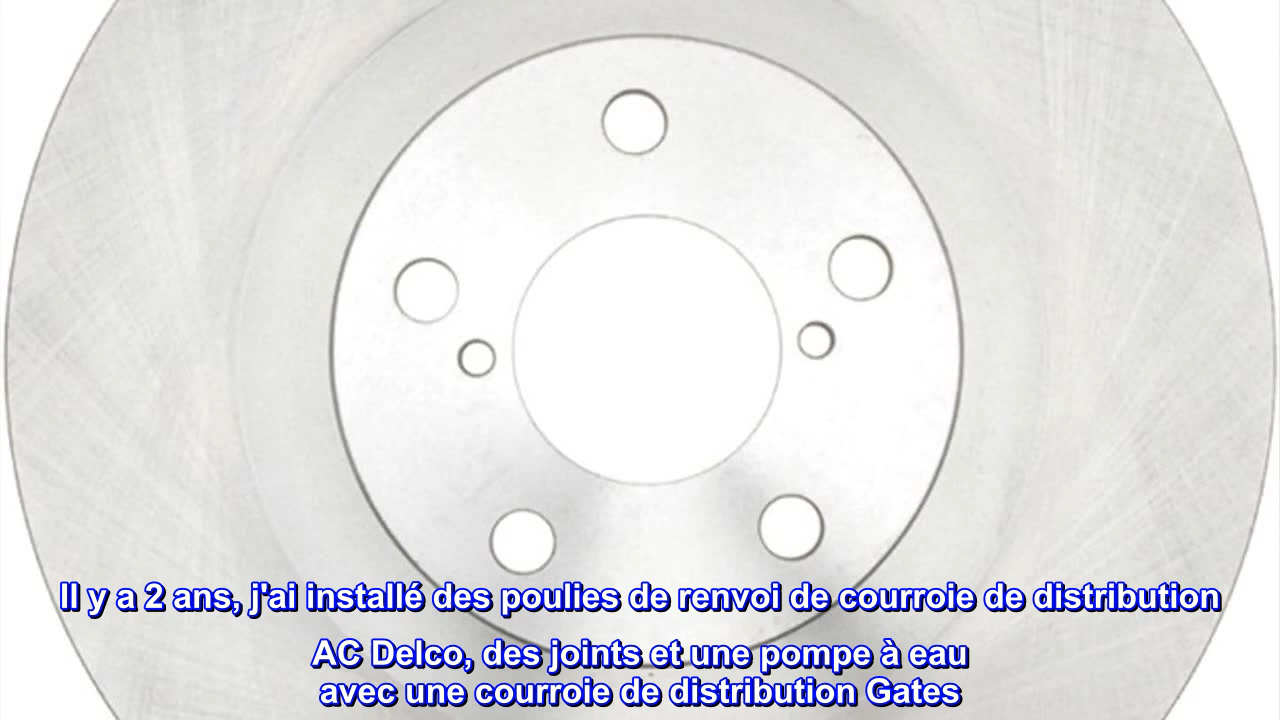 Il y a 2 ans, j'ai installé des poulies de renvoi de courroie de distribution
AC Delco, des joints et une pompe à eau
avec une courroie de distribution Gates